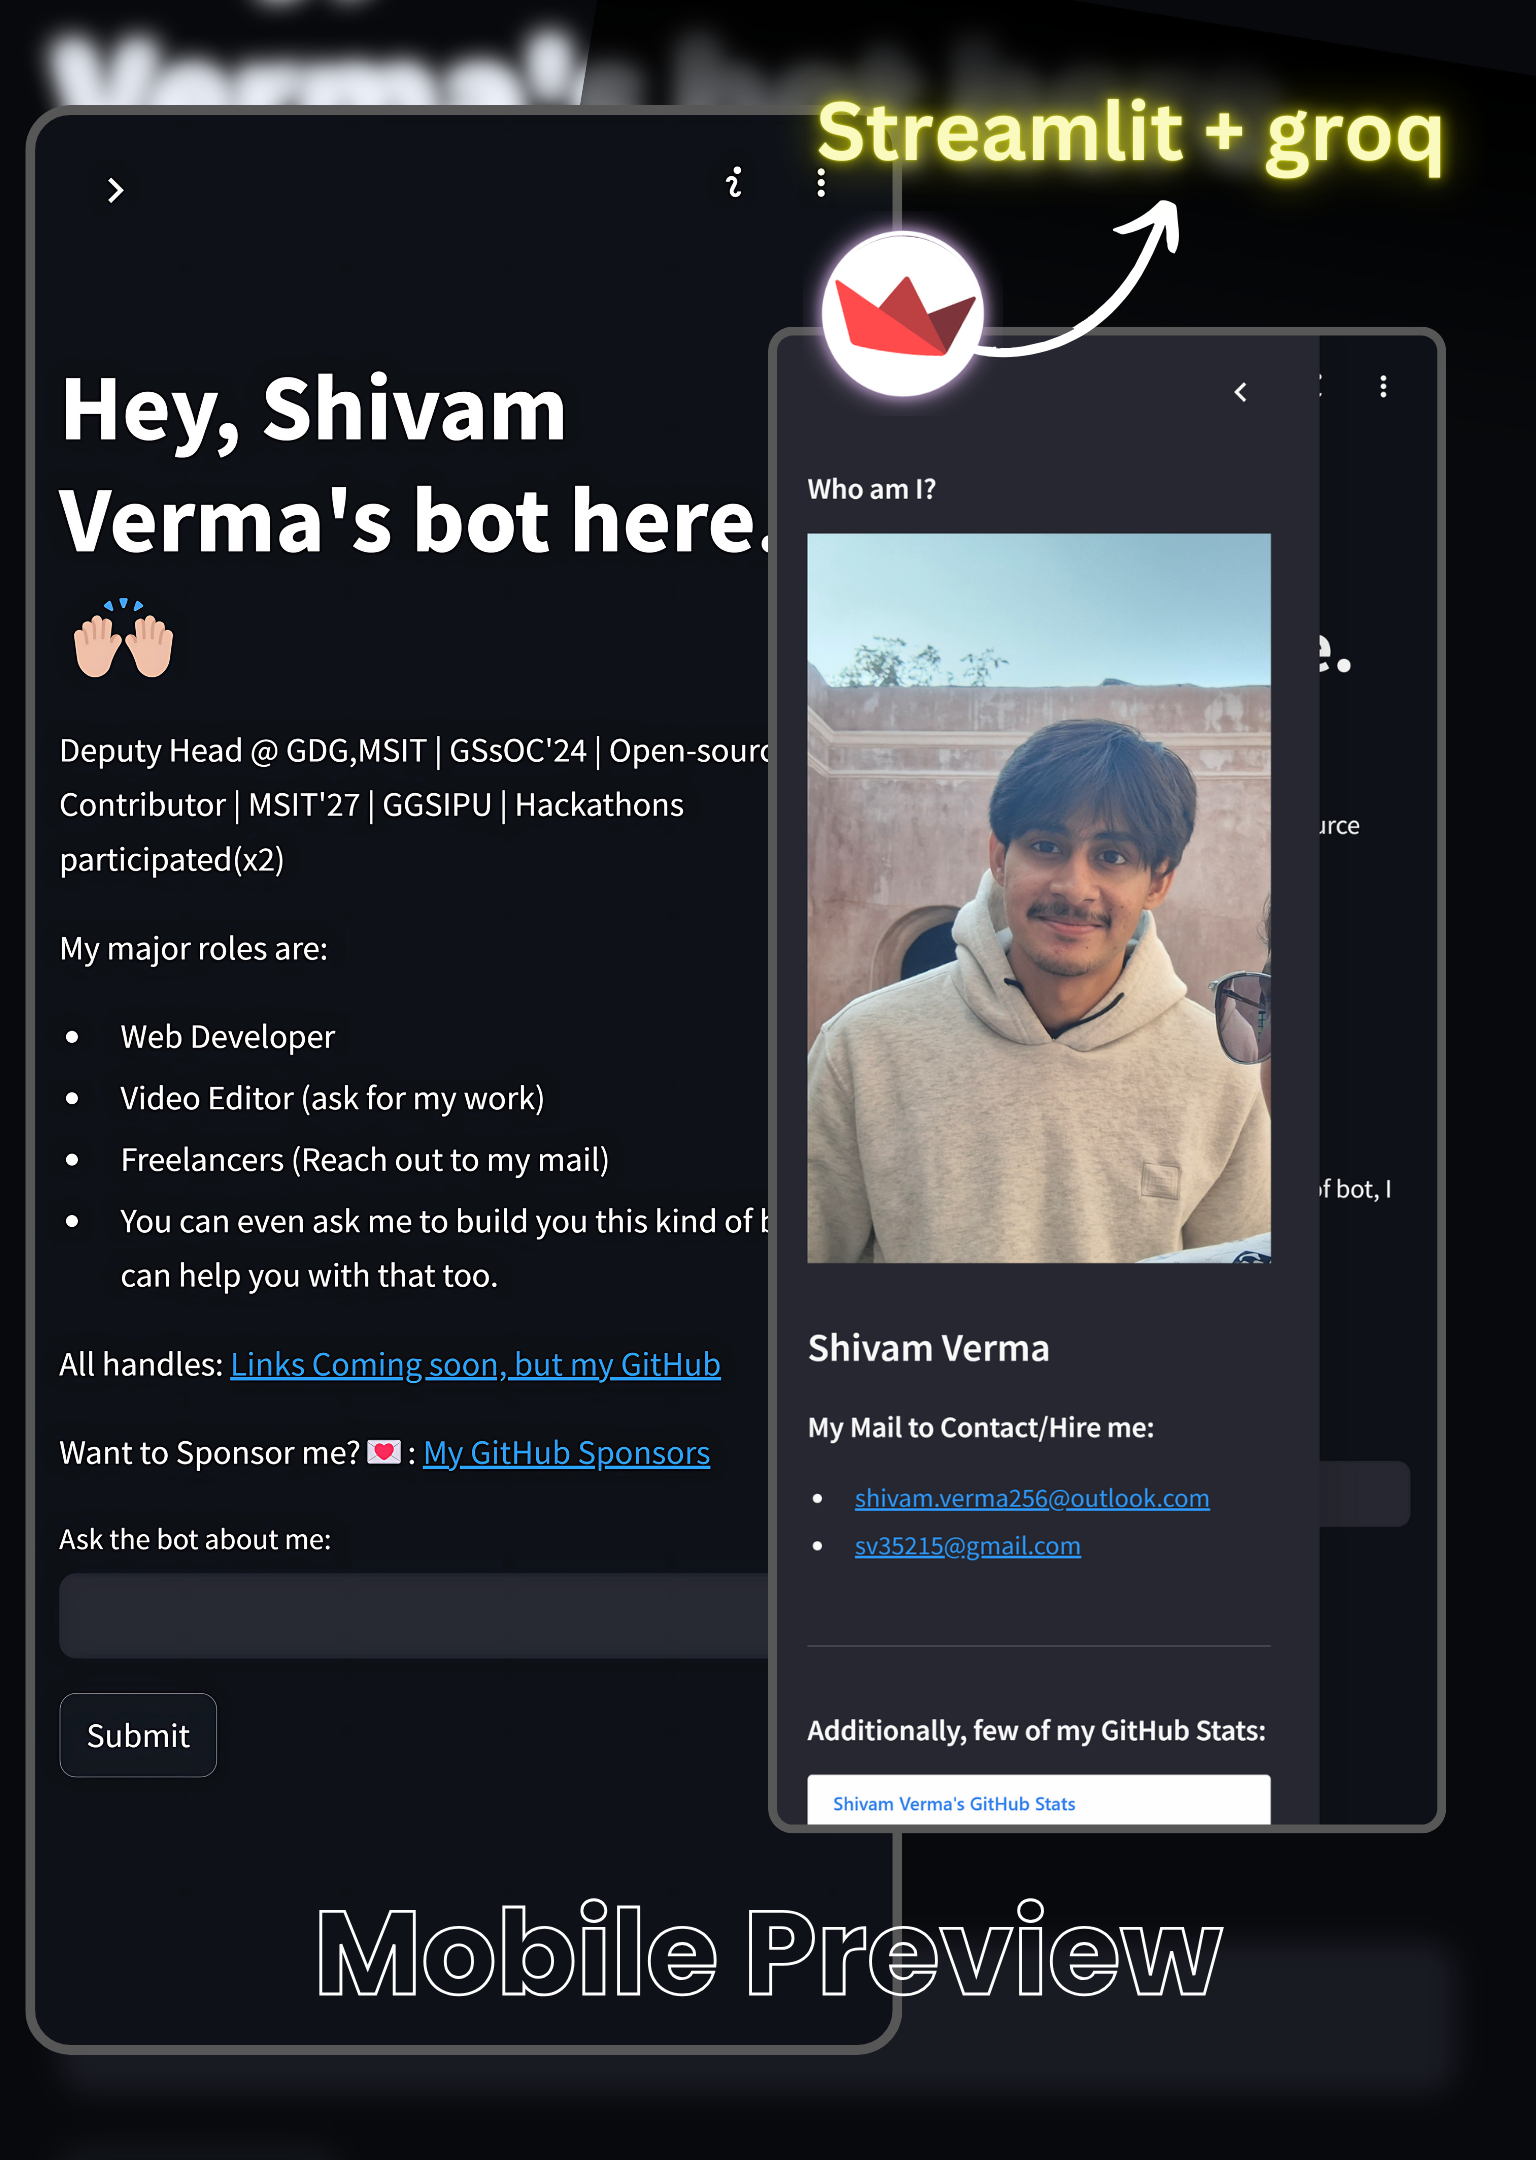 Verma's bot here.
Streamlit + groq
Hey, Shivam
Verma's bot here.
Deputy Head @ GDG,MSIT | GSsOC'24 | Open-sourc
Contributor | MSIT'27 | GGSIPU | Hackathons
participated(x2)
My major roles are:
Web Developer
Video Editor (ask for my work)
Freelancers (Reach out to my mail)
You can even ask me to build you this kind of b
can help you with that too.
All handles: Links Coming soon, but my GitHub
Want to Sponsor me? 💌 : My GitHub Sponsors
Ask the bot about me:
Submit
Who am I?
Shivam Verma
My Mail to Contact/Hire me:
shivam.verma256@outlook.com
sv35215@gmail.com
Additionally, few of my GitHub Stats:
Shivam Verma's GitHub Stats
e.
urce
of bot, I
Mobile Preview